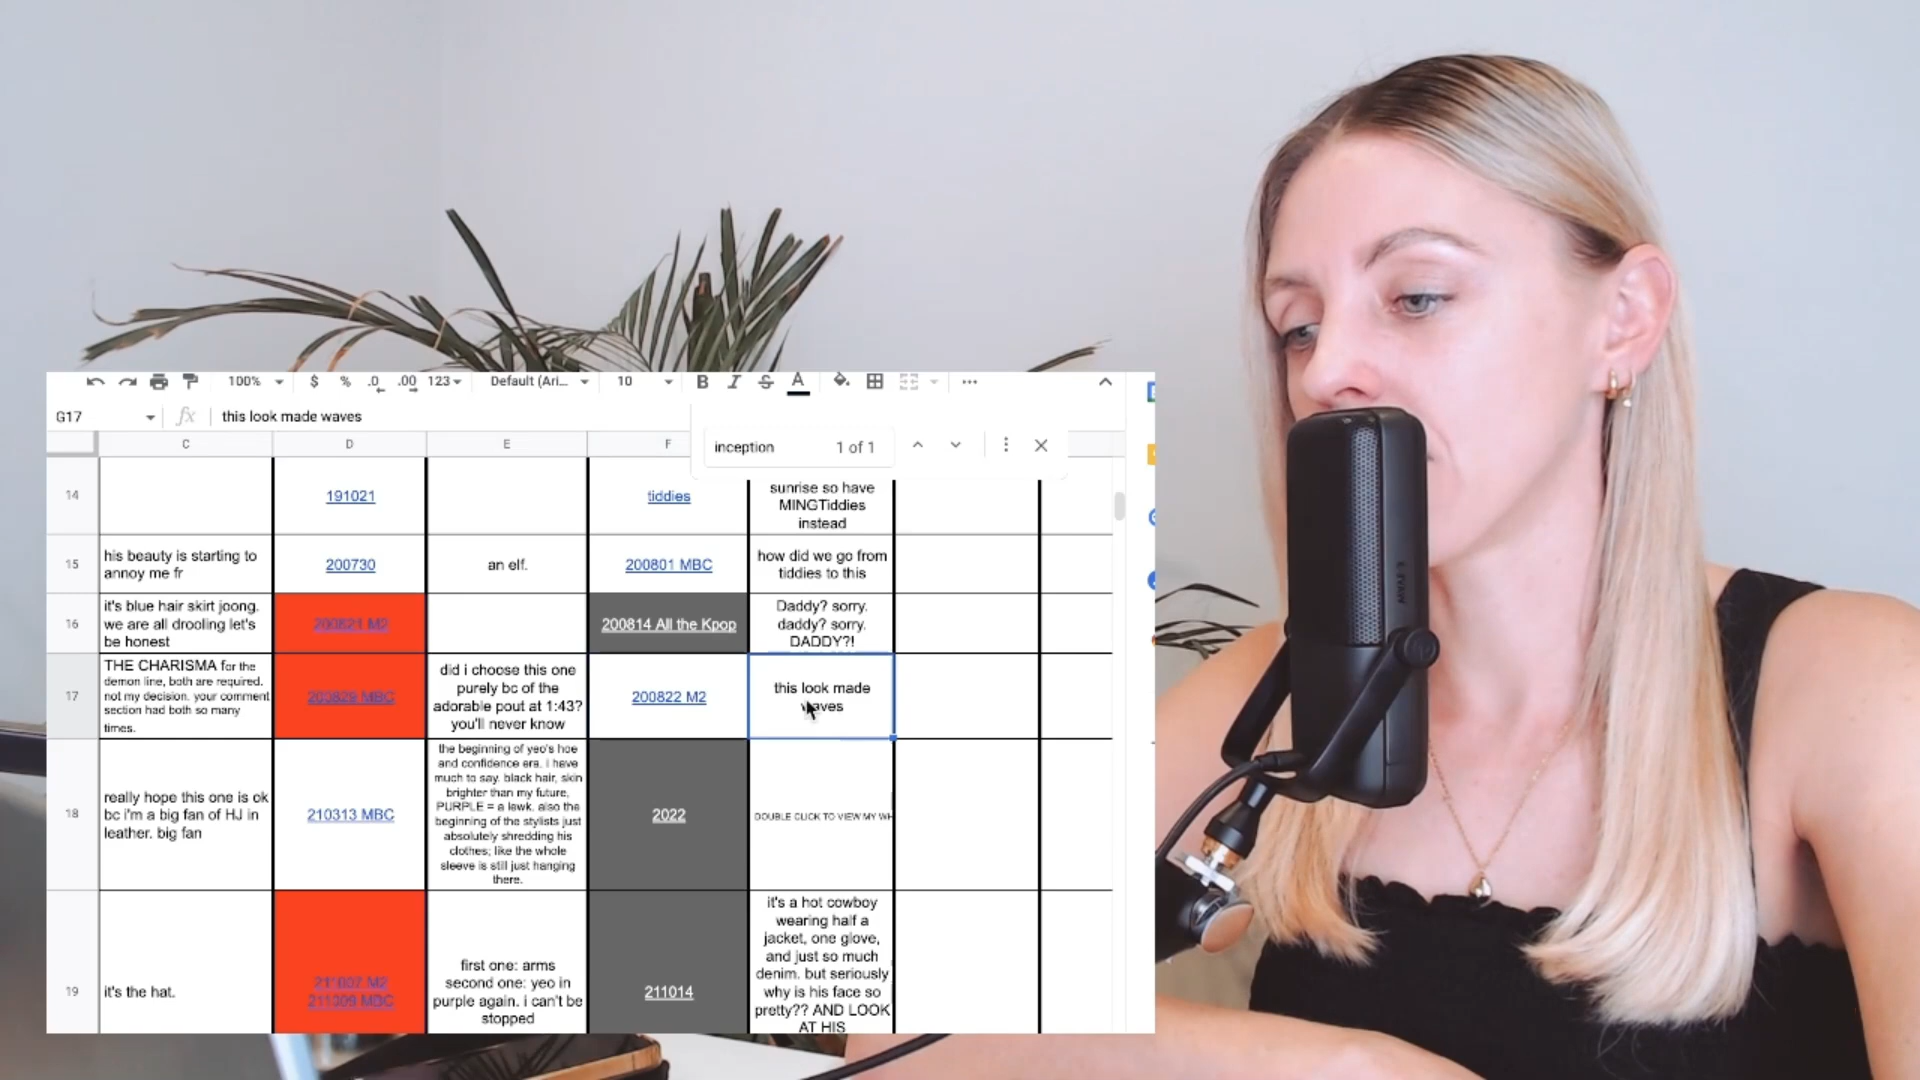 100% $ % .0 .00 123 Default (Ari... 10 B I S A ...
G17 fx this look made waves
C D E F
inception 1 of 1
14
191021
tiddies
sunrise so have
MINGTiddies
instead
15
his beauty is starting to
annoy me fr
200730
an elf.
200801 MBC
how did we go from
tiddies to this
16
it's blue hair skirt joong.
we are all drooling let's
be honest
200821 M2
200814 All the Kpop
Daddy? sorry.
daddy? sorry.
DADDY?!
17
THE CHARISMA for the
demon line, both are required.
not my decision. your comment
section had both so many
times.
200829 MBC
did i choose this one
purely bc of the
adorable pout at 1:43?
you'll never know
200822 M2
this look made
waves
18
really hope this one is ok
bc i'm a big fan of HJ in
leather. big fan
210313 MBC
the beginning of yeo's hoe
and confidence era. i have
much to say. black hair, skin
brighter than my future,
PURPLE = a lewk. also the
beginning of the stylists just
absolutely shredding his
clothes; like the whole
sleeve is still just hanging
there.
2022
DOUBLE CLICK TO VIEW MY WH
19
it's the hat.
211007 M2
211009 MBC
first one: arms
second one: yeo in
purple again. i can't be
stopped
211014
it's a hot cowboy
wearing half a
jacket, one glove,
and just so much
denim. but seriously
why is his face so
pretty?? AND LOOK
AT HIS